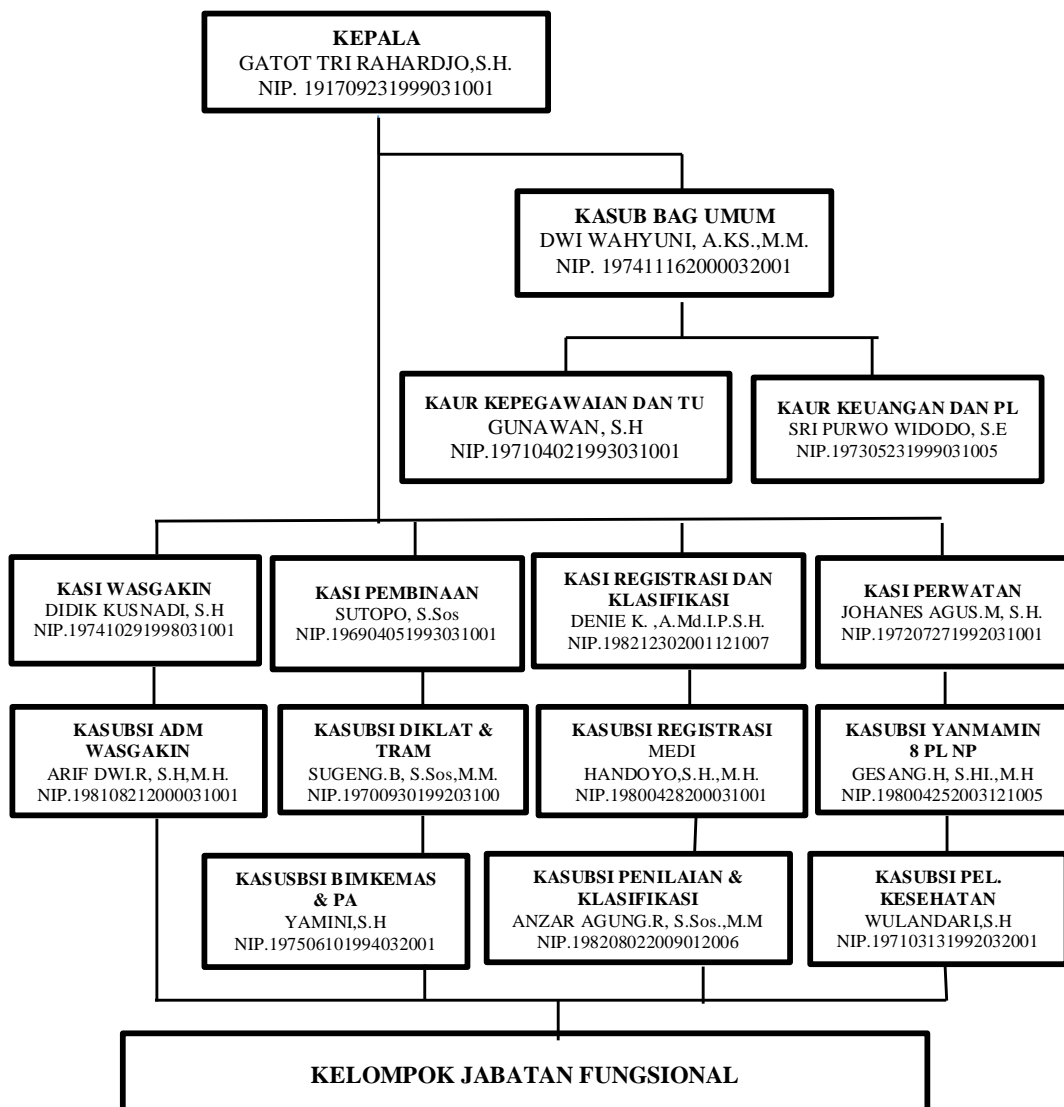 KEPALA
GATOT TRI RAHARDJO,S.H.
NIP. 191709231999031001
KASUB BAG UMUM
DWI WAHYUNI, A.KS.,M.M.
NIP. 197411162000032001
KAUR KEPEGAWAIAN DAN TU
GUNAWAN, S.H
NIP.197104021993031001
KAUR KEUANGAN DAN PL
SRI PURWO WIDODO, S.E
NIP.197305231999031005
KASI WASGAKIN
DIDIK KUSNADI, S.H
NIP.197410291998031001
KASI PEMBINAAN
SUTOPO, S.Sos
NIP.196904051993031001
KASI REGISTRASI DAN
KLASIFIKASI
DENIE K. ,A.Md.I.P.S.H.
NIP.198212302001121007
KASI PERWATAN
JOHANES AGUS.M, S.H.
NIP.197207271992031001
KASUBSI ADM
WASGAKIN
ARIF DWI.R, S.H,M.H.
NIP.198108212000031001
KASUBSI DIKLAT &
TRAM
SUGENG.B, S.Sos,M.M.
NIP.19700930199203100
KASUBSI REGISTRASI
MEDI
HANDOYO,S.H.,M.H.
NIP.19800428200031001
KASUBSI YANMAMIN
8 PL NP
GESANG.H, S.HI.,M.H
NIP.198004252003121005
KASUSBSI BIMKEMAS
& PA
YAMINI,S.H
NIP.197506101994032001
KASUBSI PENILAIAN &
KLASIFIKASI
ANZAR AGUNG.R, S.Sos.,M.M
NIP.198208022009012006
KASUBSI PEL.
KESEHATAN
WULANDARI,S.H
NIP.197103131992032001
KELOMPOK JABATAN FUNGSIONAL